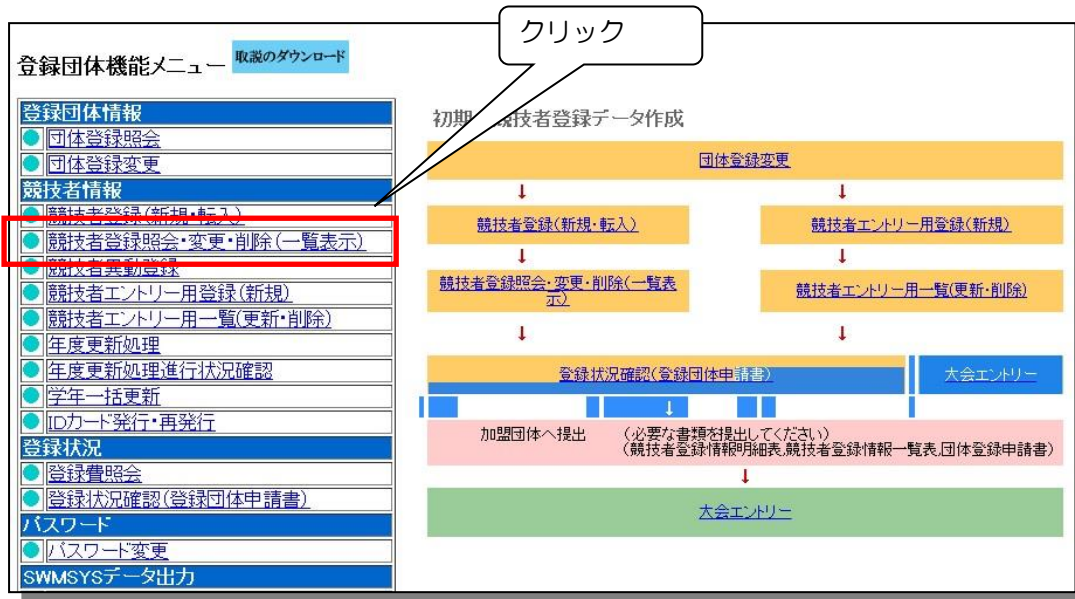 クリック
登録団体機能メニュー
取説のダウンロード
登録団体情報
団体登録照会
団体登録変更
競技者情報
競技者登録(新規・転入)
競技者登録照会・変更・削除(一覧表示)
競技者異動登録
競技者エントリー用登録(新規)
競技者エントリー用一覧(更新・削除)
年度更新処理
年度更新処理進行状況確認
学年一括更新
IDカード発行・再発行
登録状況
登録費照会
登録状況確認(登録団体申請書)
パスワード
パスワード変更
SWMSYSデータ出力
初期 競技者登録データ作成
団体登録変更
↓ ↓
競技者登録(新規・転入) 競技者エントリー用登録(新規)
↓ ↓
競技者登録照会・変更・削除(一覧表
示) 競技者エントリー用一覧(更新・削除)
↓ ↓
登録状況確認(登録団体申請書) 大会エントリー
↓
加盟団体へ提出 (必要な書類を提出してください)
(競技者登録情報明細表,競技者登録情報一覧表,団体登録申請書)
↓
大会エントリー